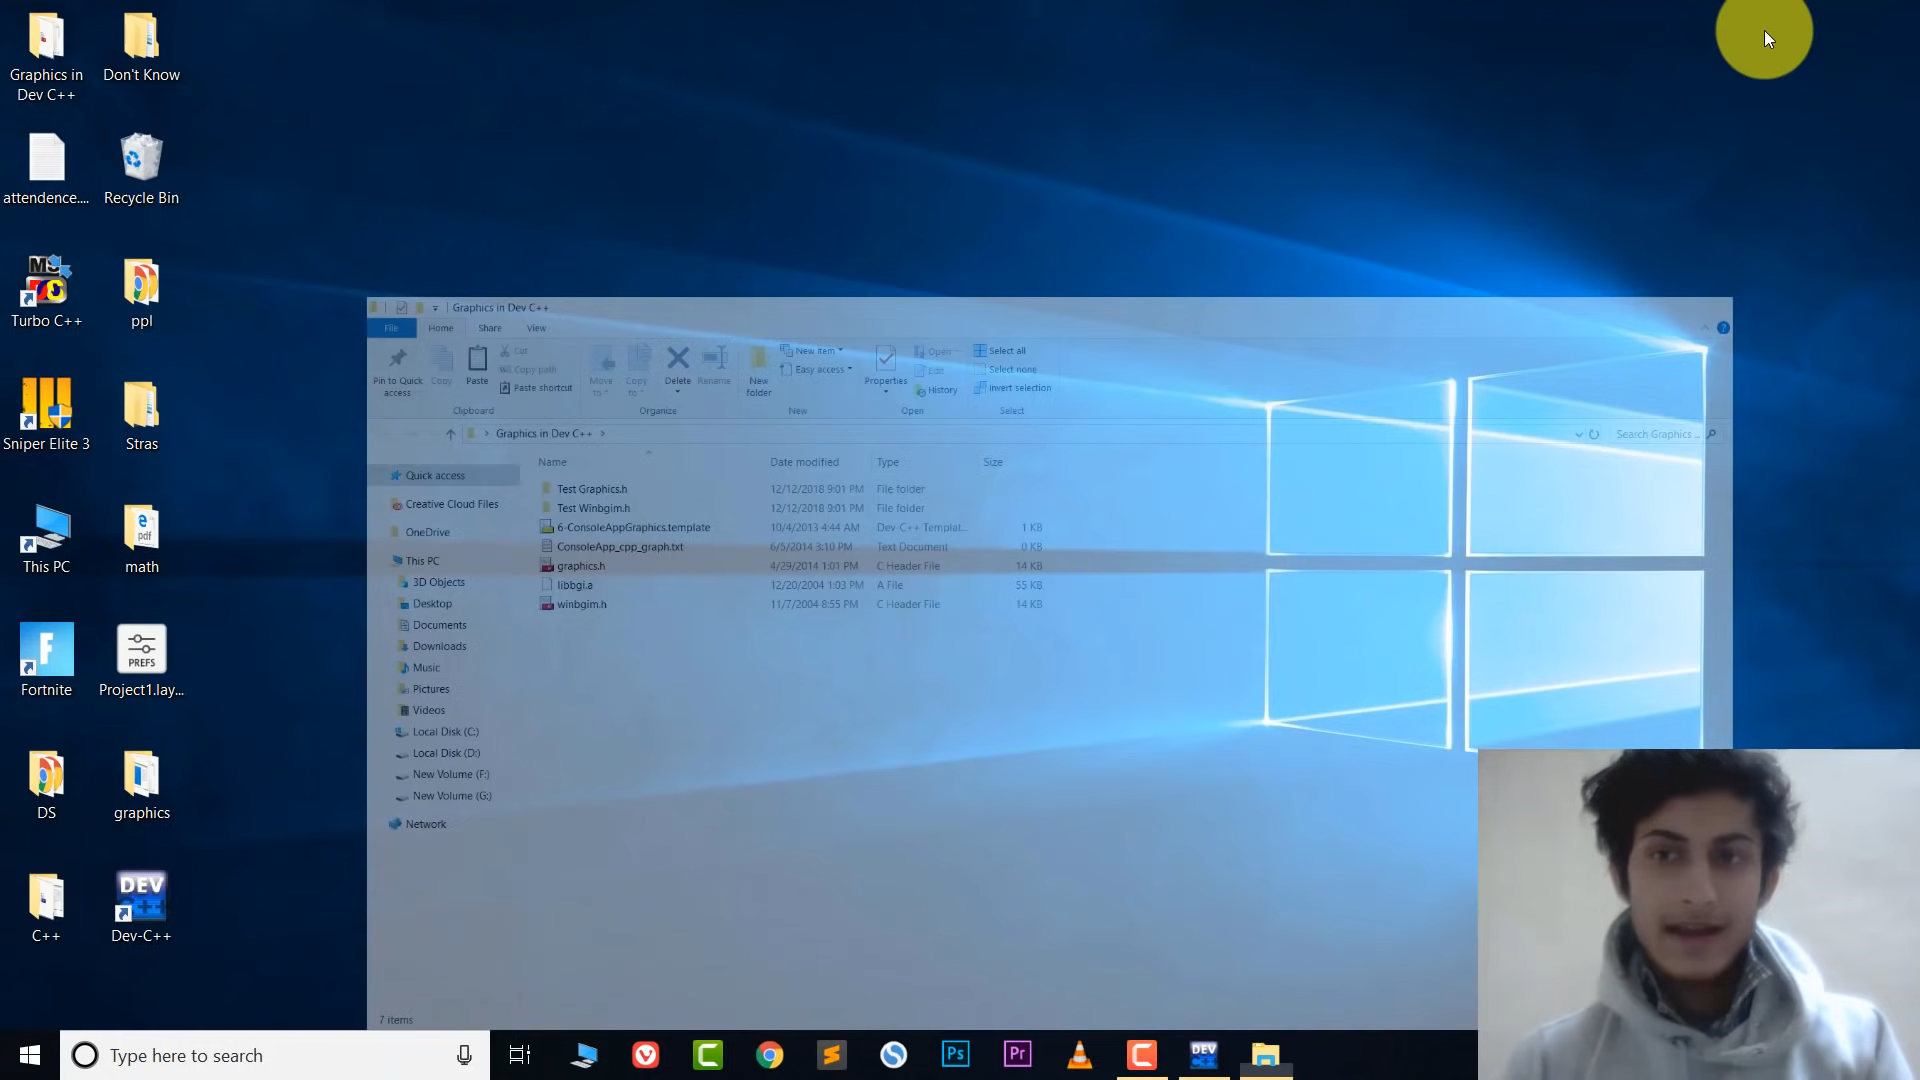 Graphics in
Dev C++
Don't Know
attendence....
Recycle Bin
MS
Turbo C++
ppl
Sniper Elite 3
Stras
This PC
pdf
math
F
Fortnite
PREFS
Project1.lay...
DS
graphics
C++
DEV
C++
Dev-C++
Graphics in Dev C++
File
Home
Share
View
Pin to Quick
access
Copy
Paste
Cut
Copy path
Paste shortcut
Clipboard
Move
to
Copy
to
Delete
Rename
Organize
New
folder
New item
Easy access
New
Properties
Open
Edit
History
Open
Select all
Select none
Invert selection
Select
Graphics in Dev C++
Search Graphics ...
Quick access
Creative Cloud Files
OneDrive
This PC
3D Objects
Desktop
Documents
Downloads
Music
Pictures
Videos
Local Disk (C:)
Local Disk (D:)
New Volume (F:)
New Volume (G:)
Network
Name Date modified Type Size
Test Graphics.h 12/12/2018 9:01 PM File folder
Test Winbgim.h 12/12/2018 9:01 PM File folder
6-ConsoleAppGraphics.template 10/4/2013 4:44 AM Dev-C++ Templat... 1 KB
ConsoleApp_cpp_graph.txt 6/5/2014 3:10 PM Text Document 0 KB
graphics.h 4/29/2014 1:01 PM C Header File 14 KB
libbgi.a 12/20/2004 1:03 PM A File 55 KB
winbgim.h 11/7/2004 8:55 PM C Header File 14 KB
7 items
Type here to search
Ps
Pr
DEV